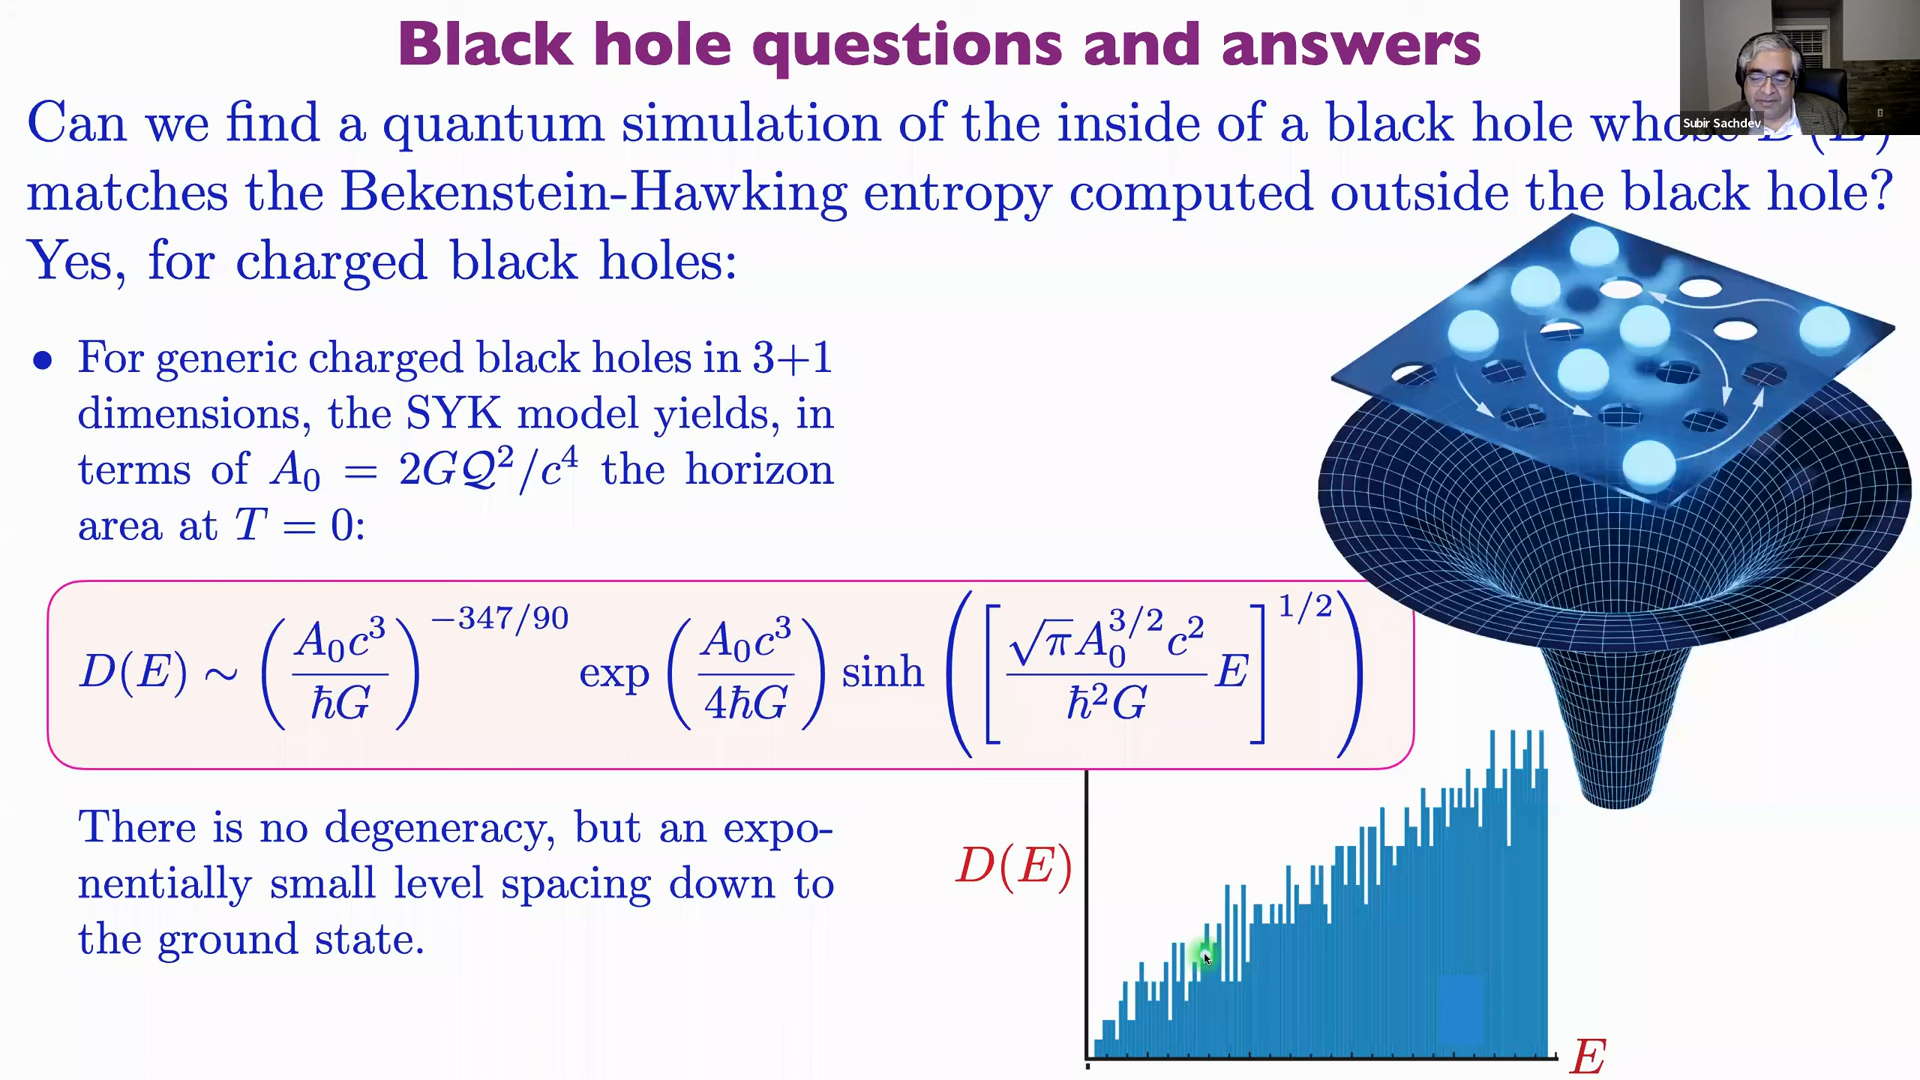 Black hole questions and answers
Can we find a quantum simulation of the inside of a black hole whose D(E)
Subir Sachdev
matches the Bekenstein-Hawking entropy computed outside the black hole?
Yes, for charged black holes:
• For generic charged black holes in 3+1
dimensions, the SYK model yields, in
terms of A₀ = 2G𝒬²/c⁴ the horizon
area at T = 0:
D(E) ∼ (A₀c³/ħG)^(−347/90) exp(A₀c³/4ħG) sinh([√π A₀^(3/2) c²/ħ²G E]^(1/2))
There is no degeneracy, but an expo-
nentially small level spacing down to
the ground state.
D(E)
E